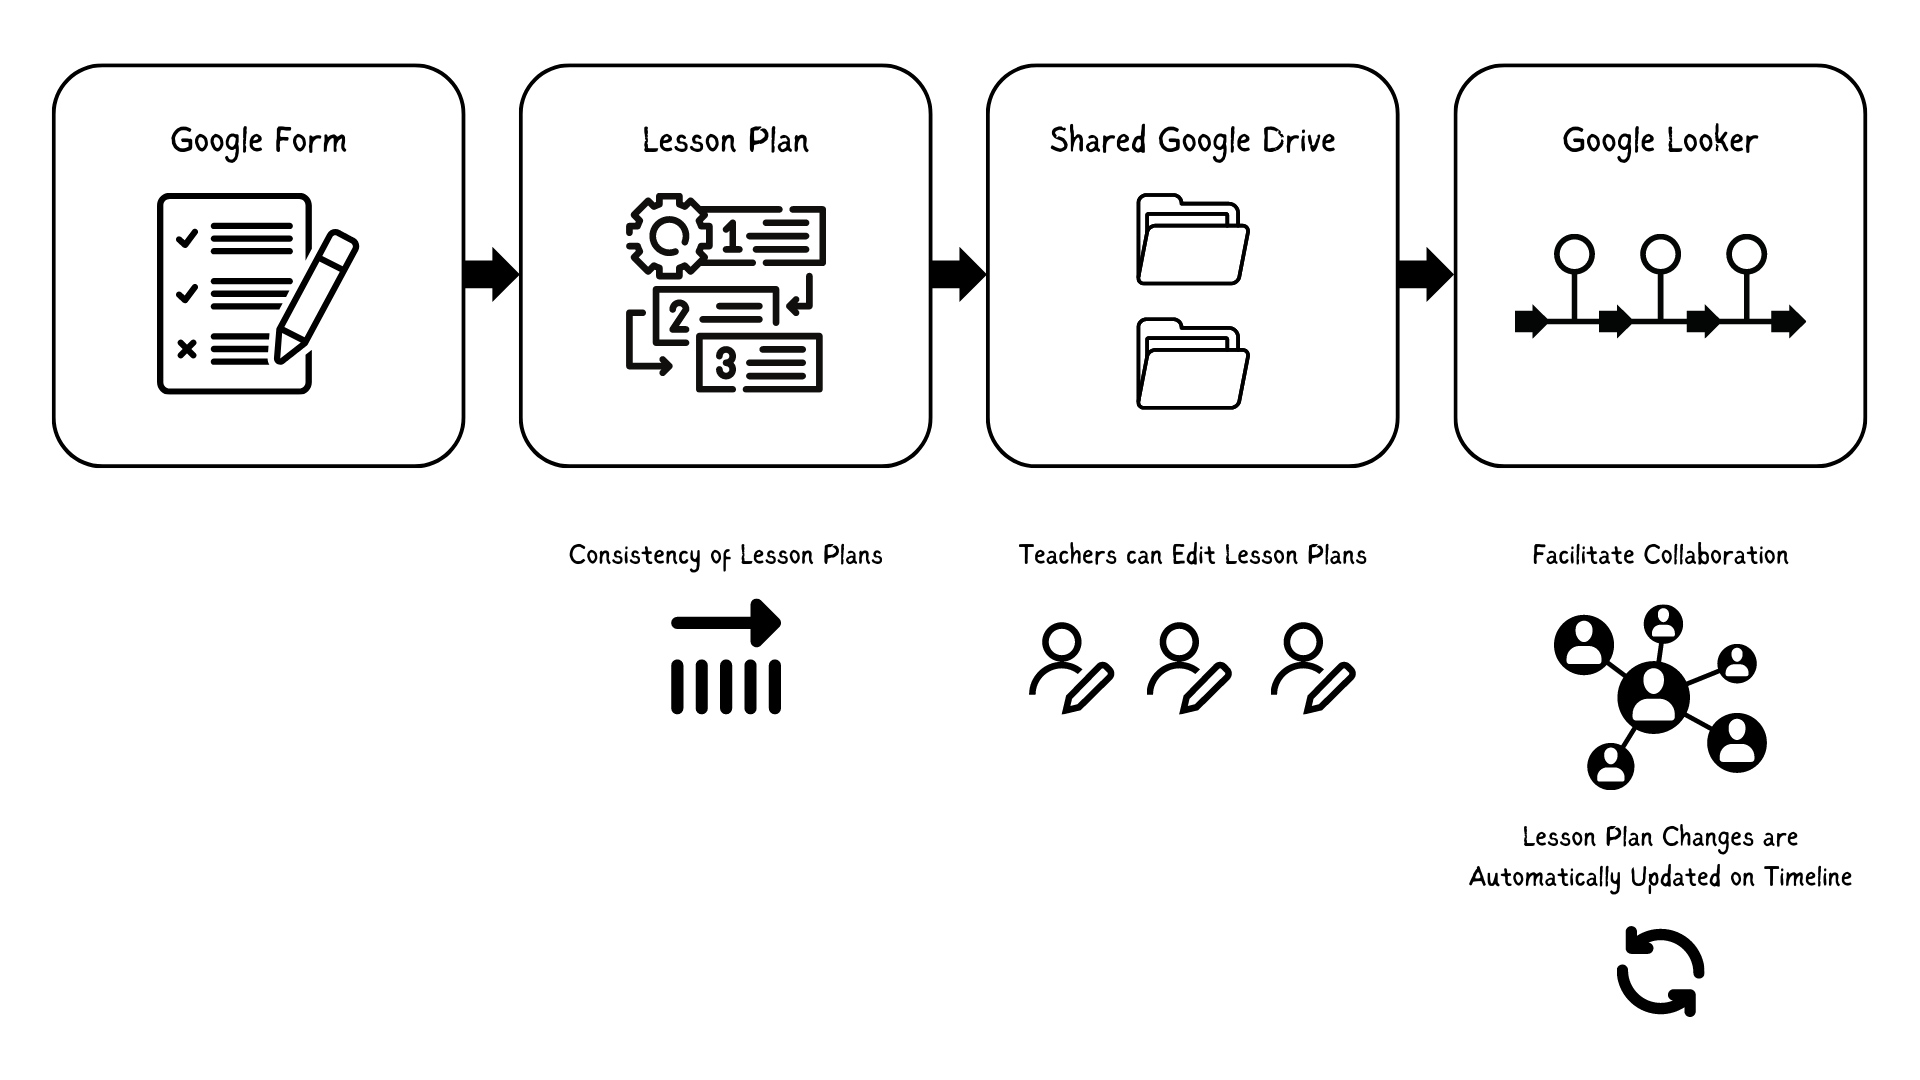 Google Form
Lesson Plan
Shared Google Drive
Google Looker
1
2
3
Consistency of Lesson Plans
Teachers can Edit Lesson Plans
Facilitate Collaboration
Lesson Plan Changes are
Automatically Updated on Timeline